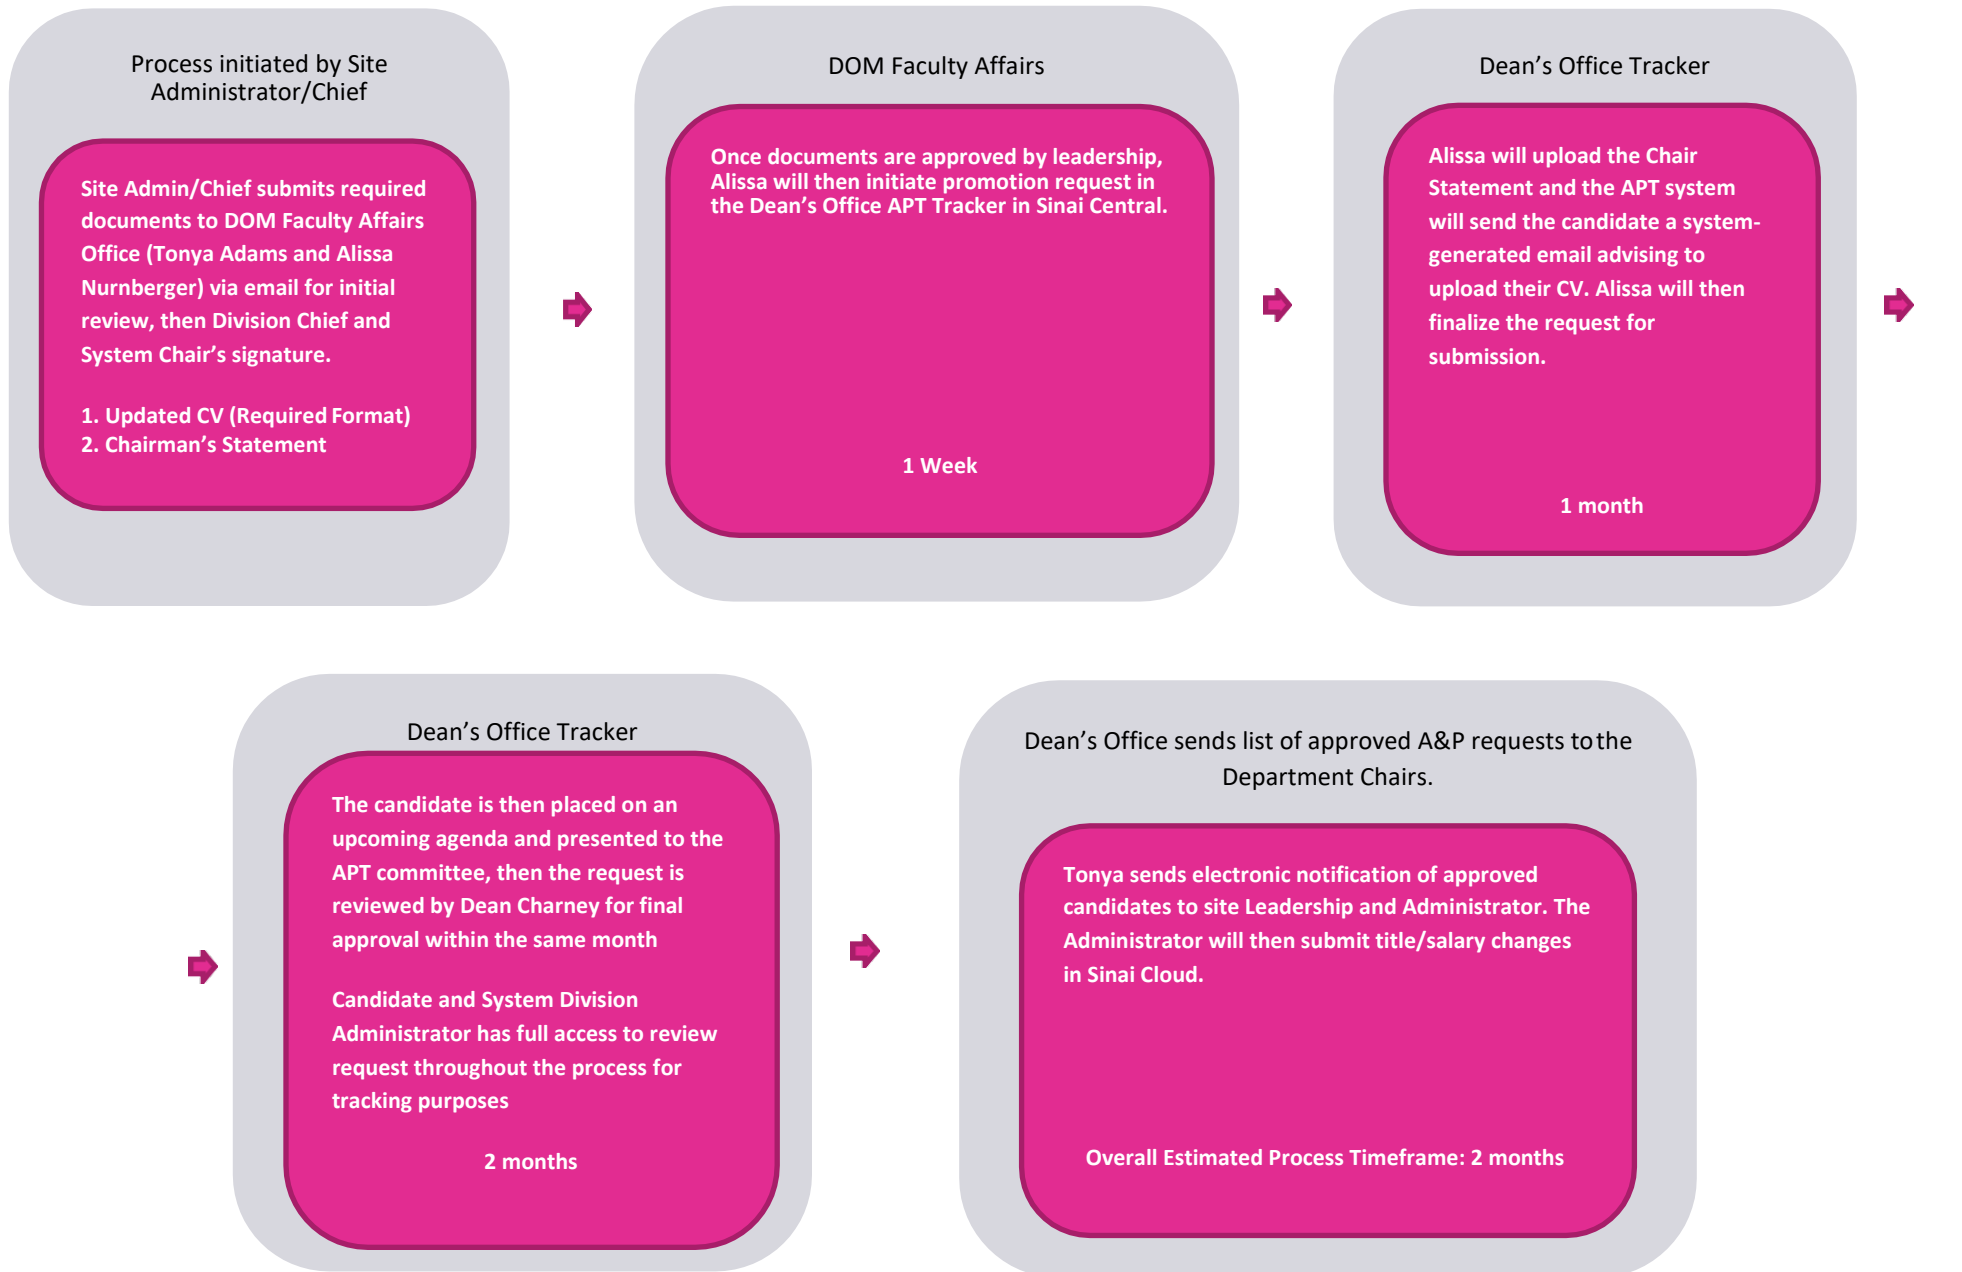 Process initiated by Site
Administrator/Chief
Site Admin/Chief submits required
documents to DOM Faculty Affairs
Office (Tonya Adams and Alissa
Nurnberger) via email for initial
review, then Division Chief and
System Chair’s signature.
1. Updated CV (Required Format)
2. Chairman’s Statement
DOM Faculty Affairs
Once documents are approved by leadership,
Alissa will then initiate promotion request in
the Dean’s Office APT Tracker in Sinai Central.
1 Week
Dean’s Office Tracker
Alissa will upload the Chair
Statement and the APT system
will send the candidate a system-
generated email advising to
upload their CV. Alissa will then
finalize the request for
submission.
1 month
Dean’s Office Tracker
The candidate is then placed on an
upcoming agenda and presented to the
APT committee, then the request is
reviewed by Dean Charney for final
approval within the same month
Candidate and System Division
Administrator has full access to review
request throughout the process for
tracking purposes
2 months
Dean’s Office sends list of approved A&P requests to the
Department Chairs.
Tonya sends electronic notification of approved
candidates to site Leadership and Administrator. The
Administrator will then submit title/salary changes
in Sinai Cloud.
Overall Estimated Process Timeframe: 2 months